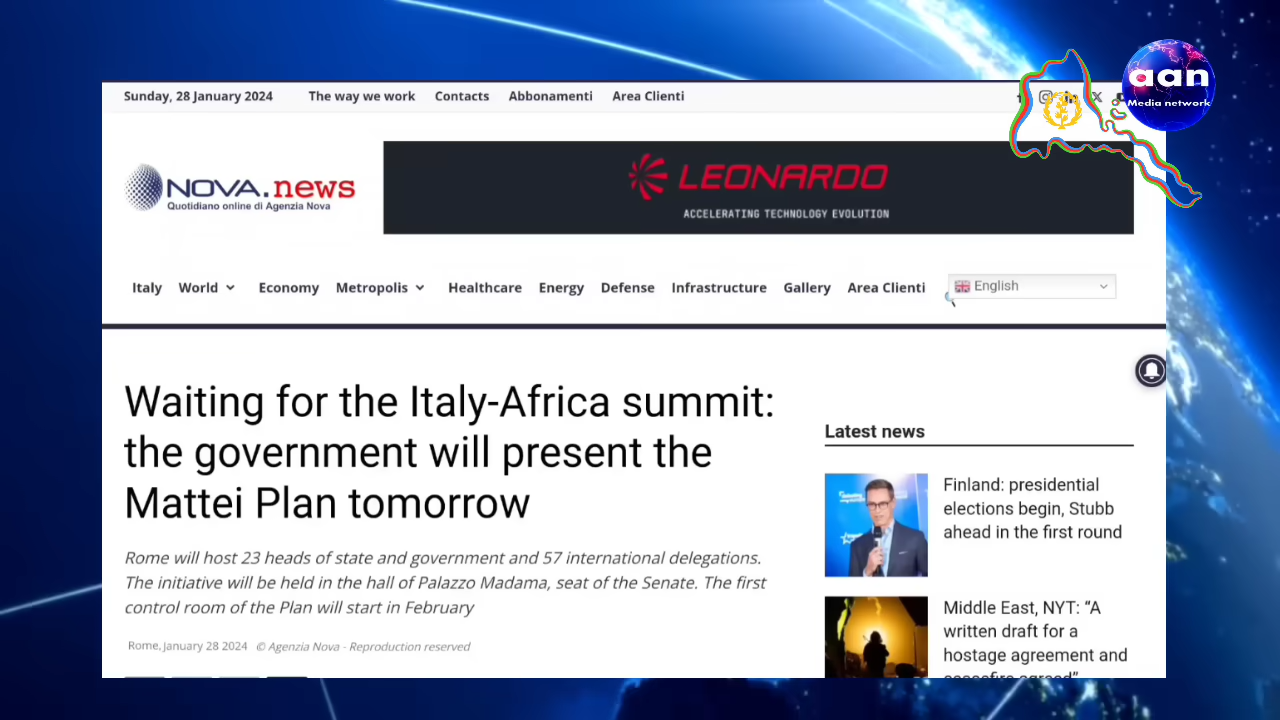 Sunday, 28 January 2024 The way we work Contacts Abbonamenti Area Clienti
aan
Media network
NOVA.news
Quotidiano online di Agenzia Nova
LEONARDO
ACCELERATING TECHNOLOGY EVOLUTION
Italy World Economy Metropolis Healthcare Energy Defense Infrastructure Gallery Area Clienti English
Waiting for the Italy-Africa summit:
the government will present the
Mattei Plan tomorrow
Rome will host 23 heads of state and government and 57 international delegations.
The initiative will be held in the hall of Palazzo Madama, seat of the Senate. The first
control room of the Plan will start in February
Rome, January 28 2024 © Agenzia Nova - Reproduction reserved
Latest news
Finland: presidential
elections begin, Stubb
ahead in the first round
Middle East, NYT: “A
written draft for a
hostage agreement and
ceasefire agreed”